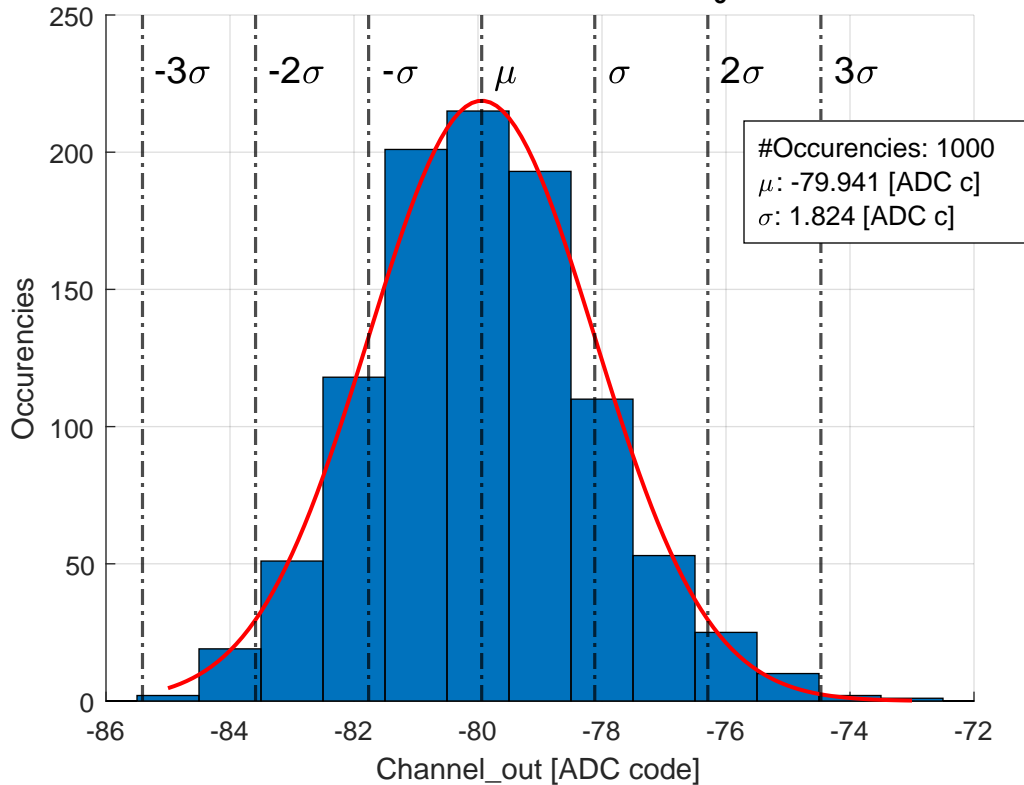 250
200
150
100
50
0
-3σ -2σ -σ μ σ 2σ 3σ
#Occurencies: 1000
μ: -79.941 [ADC c]
σ: 1.824 [ADC c]
Occurencies
-86 -84 -82 -80 -78 -76 -74 -72
Channel_out [ADC code]